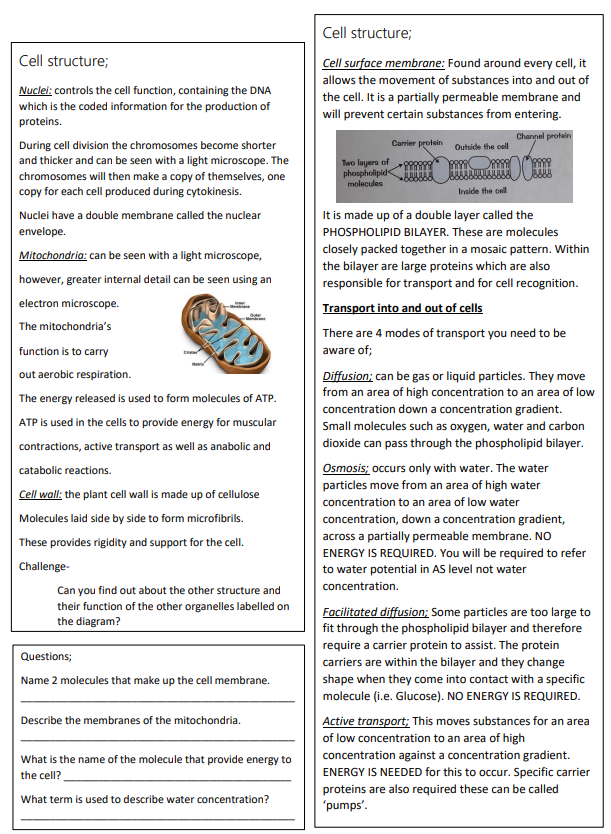 Cell structure;
Nuclei: controls the cell function, containing the DNA
which is the coded information for the production of
proteins.
During cell division the chromosomes become shorter
and thicker and can be seen with a light microscope. The
chromosomes will then make a copy of themselves, one
copy for each cell produced during cytokinesis.
Nuclei have a double membrane called the nuclear
envelope.
Mitochondria: can be seen with a light microscope,
however, greater internal detail can be seen using an
electron microscope.
The mitochondria's
function is to carry
out aerobic respiration.
Inner
Membrane
Outer
Membrane
Cristae
Matrix
The energy released is used to form molecules of ATP.
ATP is used in the cells to provide energy for muscular
contractions, active transport as well as anabolic and
catabolic reactions.
Cell wall: the plant cell wall is made up of cellulose
Molecules laid side by side to form microfibrils.
These provides rigidity and support for the cell.
Challenge-
Can you find out about the other structure and
their function of the other organelles labelled on
the diagram?
Questions;
Name 2 molecules that make up the cell membrane.
Describe the membranes of the mitochondria.
What is the name of the molecule that provide energy to
the cell?
What term is used to describe water concentration?
Cell structure;
Cell surface membrane: Found around every cell, it
allows the movement of substances into and out of
the cell. It is a partially permeable membrane and
will prevent certain substances from entering.
Carrier protein
Outside the cell
Channel protein
Two layers of
phospholipid
molecules
Inside the cell
It is made up of a double layer called the
PHOSPHOLIPID BILAYER. These are molecules
closely packed together in a mosaic pattern. Within
the bilayer are large proteins which are also
responsible for transport and for cell recognition.
Transport into and out of cells
There are 4 modes of transport you need to be
aware of;
Diffusion; can be gas or liquid particles. They move
from an area of high concentration to an area of low
concentration down a concentration gradient.
Small molecules such as oxygen, water and carbon
dioxide can pass through the phospholipid bilayer.
Osmosis; occurs only with water. The water
particles move from an area of high water
concentration to an area of low water
concentration, down a concentration gradient,
across a partially permeable membrane. NO
ENERGY IS REQUIRED. You will be required to refer
to water potential in AS level not water
concentration.
Facilitated diffusion; Some particles are too large to
fit through the phospholipid bilayer and therefore
require a carrier protein to assist. The protein
carriers are within the bilayer and they change
shape when they come into contact with a specific
molecule (i.e. Glucose). NO ENERGY IS REQUIRED.
Active transport; This moves substances for an area
of low concentration to an area of high
concentration against a concentration gradient.
ENERGY IS NEEDED for this to occur. Specific carrier
proteins are also required these can be called
'pumps'.